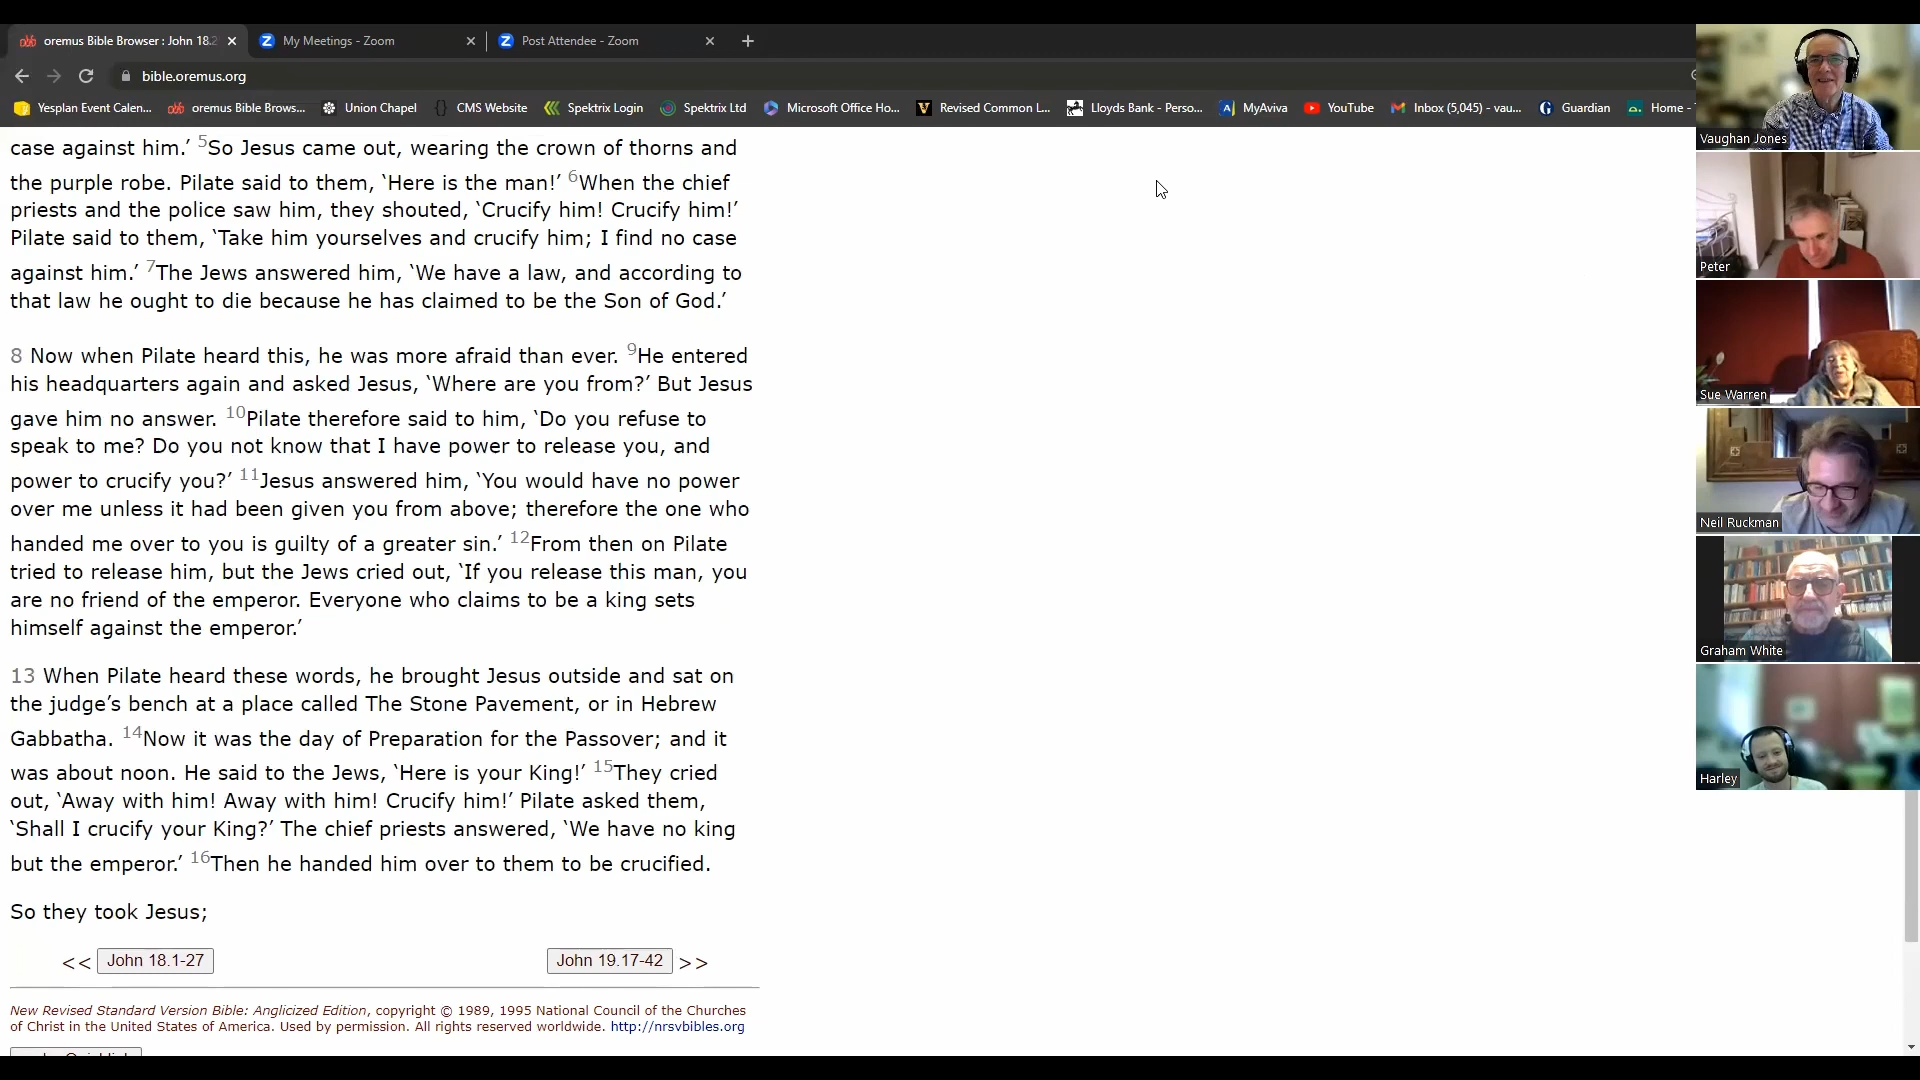 oremus Bible Browser : John 18.2
My Meetings - Zoom
Post Attendee - Zoom
bible.oremus.org
Yesplan Event Calen...
oremus Bible Brows...
Union Chapel
CMS Website
Spektrix Login
Spektrix Ltd
Microsoft Office Ho...
Revised Common L...
Lloyds Bank - Perso...
MyAviva
YouTube
Inbox (5,045) - vau...
Guardian
Home -
case against him.’ 5So Jesus came out, wearing the crown of thorns and
the purple robe. Pilate said to them, ‘Here is the man!’ 6When the chief
priests and the police saw him, they shouted, ‘Crucify him! Crucify him!’
Pilate said to them, ‘Take him yourselves and crucify him; I find no case
against him.’ 7The Jews answered him, ‘We have a law, and according to
that law he ought to die because he has claimed to be the Son of God.’
8 Now when Pilate heard this, he was more afraid than ever. 9He entered
his headquarters again and asked Jesus, ‘Where are you from?’ But Jesus
gave him no answer. 10Pilate therefore said to him, ‘Do you refuse to
speak to me? Do you not know that I have power to release you, and
power to crucify you?’ 11Jesus answered him, ‘You would have no power
over me unless it had been given you from above; therefore the one who
handed me over to you is guilty of a greater sin.’ 12From then on Pilate
tried to release him, but the Jews cried out, ‘If you release this man, you
are no friend of the emperor. Everyone who claims to be a king sets
himself against the emperor.’
13 When Pilate heard these words, he brought Jesus outside and sat on
the judge’s bench at a place called The Stone Pavement, or in Hebrew
Gabbatha. 14Now it was the day of Preparation for the Passover; and it
was about noon. He said to the Jews, ‘Here is your King!’ 15They cried
out, ‘Away with him! Away with him! Crucify him!’ Pilate asked them,
‘Shall I crucify your King?’ The chief priests answered, ‘We have no king
but the emperor.’ 16Then he handed him over to them to be crucified.
So they took Jesus;
<< John 18.1-27
John 19.17-42 >>
New Revised Standard Version Bible: Anglicized Edition, copyright © 1989, 1995 National Council of the Churches
of Christ in the United States of America. Used by permission. All rights reserved worldwide. http://nrsvbibles.org
Vaughan Jones
Peter
Sue Warren
Neil Ruckman
Graham White
Harley